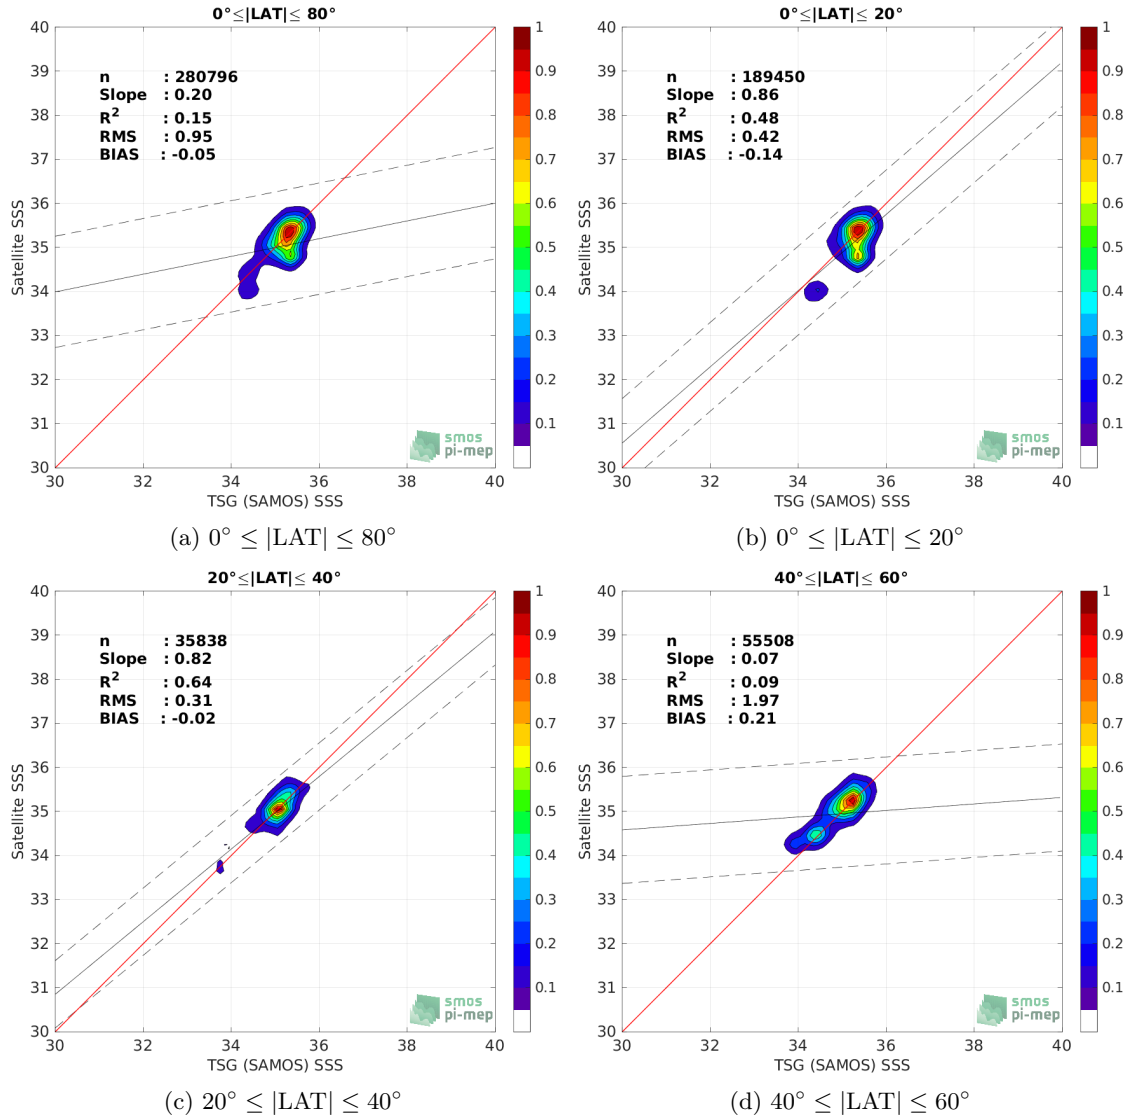 0°≤|LAT|≤ 80°
n : 280796
Slope : 0.20
R² : 0.15
RMS : 0.95
BIAS : -0.05
40
39
38
37
36
35
34
33
32
31
30
Satellite SSS
30 32 34 36 38 40
TSG (SAMOS) SSS
1
0.9
0.8
0.7
0.6
0.5
0.4
0.3
0.2
0.1
smos
pi-mep
(a) 0° ≤ |LAT| ≤ 80°
0°≤|LAT|≤ 20°
n : 189450
Slope : 0.86
R² : 0.48
RMS : 0.42
BIAS : -0.14
40
39
38
37
36
35
34
33
32
31
30
Satellite SSS
30 32 34 36 38 40
TSG (SAMOS) SSS
1
0.9
0.8
0.7
0.6
0.5
0.4
0.3
0.2
0.1
smos
pi-mep
(b) 0° ≤ |LAT| ≤ 20°
20°≤|LAT|≤ 40°
n : 35838
Slope : 0.82
R² : 0.64
RMS : 0.31
BIAS : -0.02
40
39
38
37
36
35
34
33
32
31
30
Satellite SSS
30 32 34 36 38 40
TSG (SAMOS) SSS
1
0.9
0.8
0.7
0.6
0.5
0.4
0.3
0.2
0.1
smos
pi-mep
(c) 20° ≤ |LAT| ≤ 40°
40°≤|LAT|≤ 60°
n : 55508
Slope : 0.07
R² : 0.09
RMS : 1.97
BIAS : 0.21
40
39
38
37
36
35
34
33
32
31
30
Satellite SSS
30 32 34 36 38 40
TSG (SAMOS) SSS
1
0.9
0.8
0.7
0.6
0.5
0.4
0.3
0.2
0.1
smos
pi-mep
(d) 40° ≤ |LAT| ≤ 60°